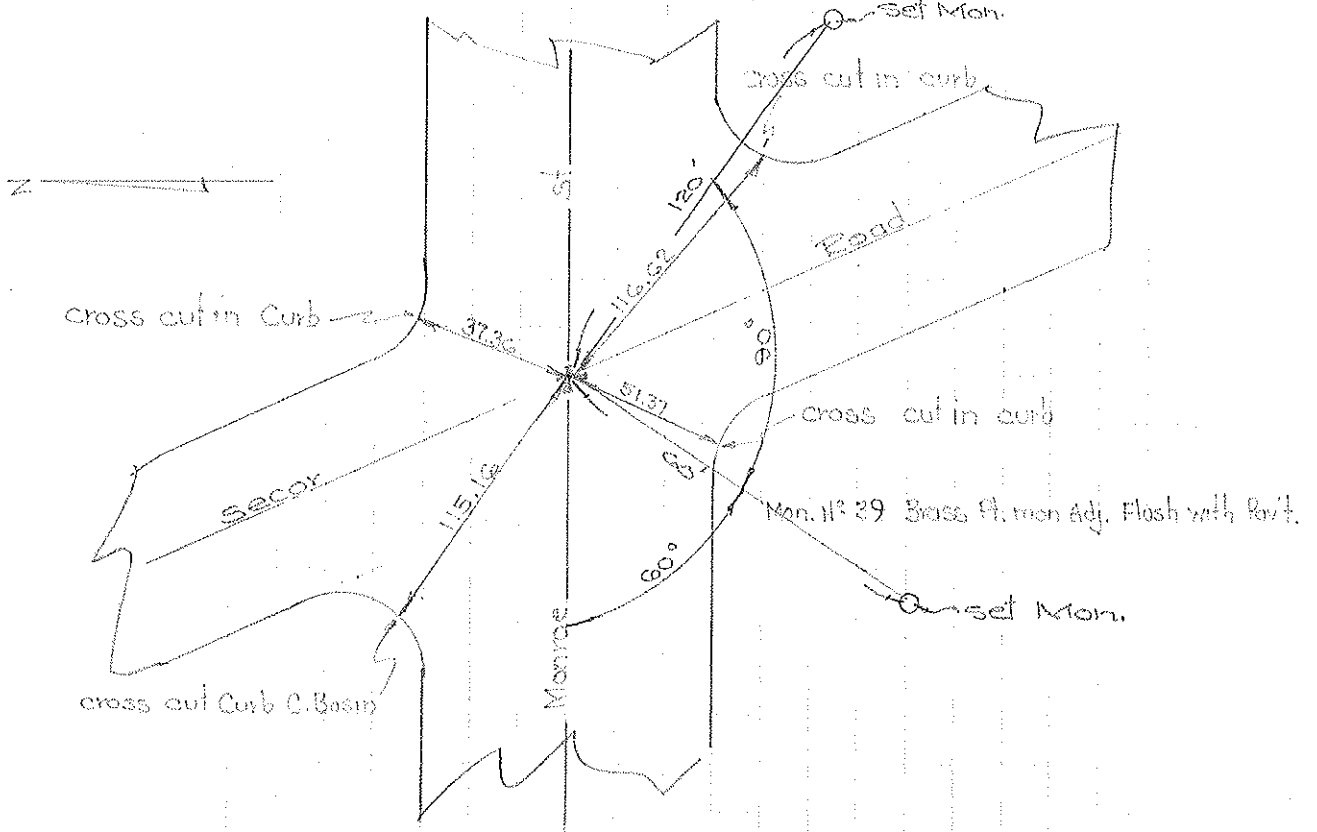 set Mon.
cross cut in curb
N
St.
120'
116.62
Road
cross cut in Curb
37.36
90°
51.37
cross cut in curb
Secor
115.16
Mon. Nº 39 Brass Pl. mon Adj. Flush with Pav't.
60°
set Mon.
Monroe
cross cut Curb C. Basin